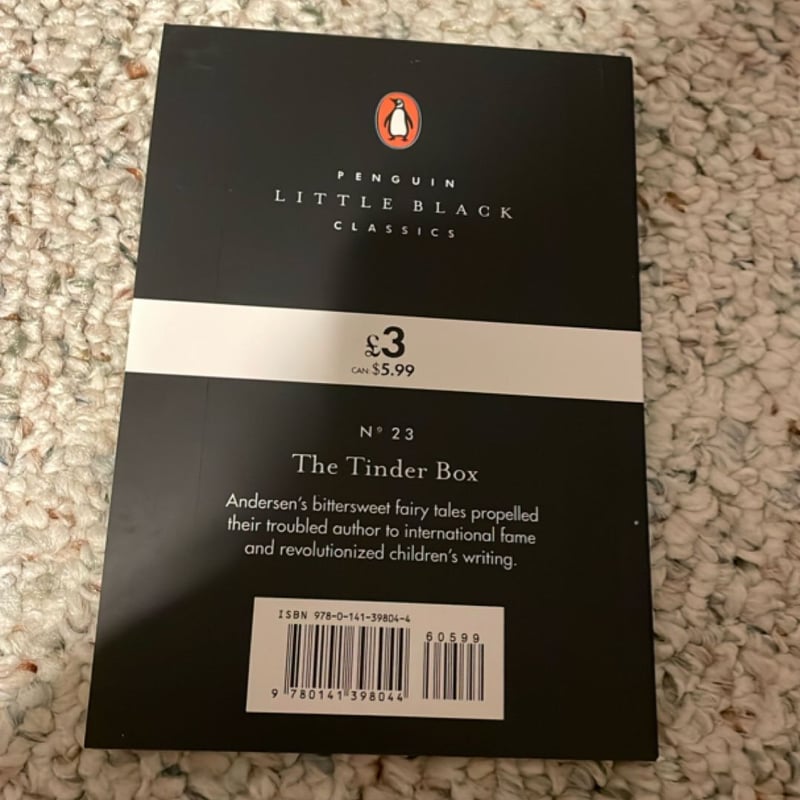 PENGUIN
LITTLE BLACK
CLASSICS
£3
CAN $5.99
Nº 23
The Tinder Box
Andersen's bittersweet fairy tales propelled
their troubled author to international fame
and revolutionized children's writing.
ISBN 978-0-141-39804-4
60599
9 780141 398044